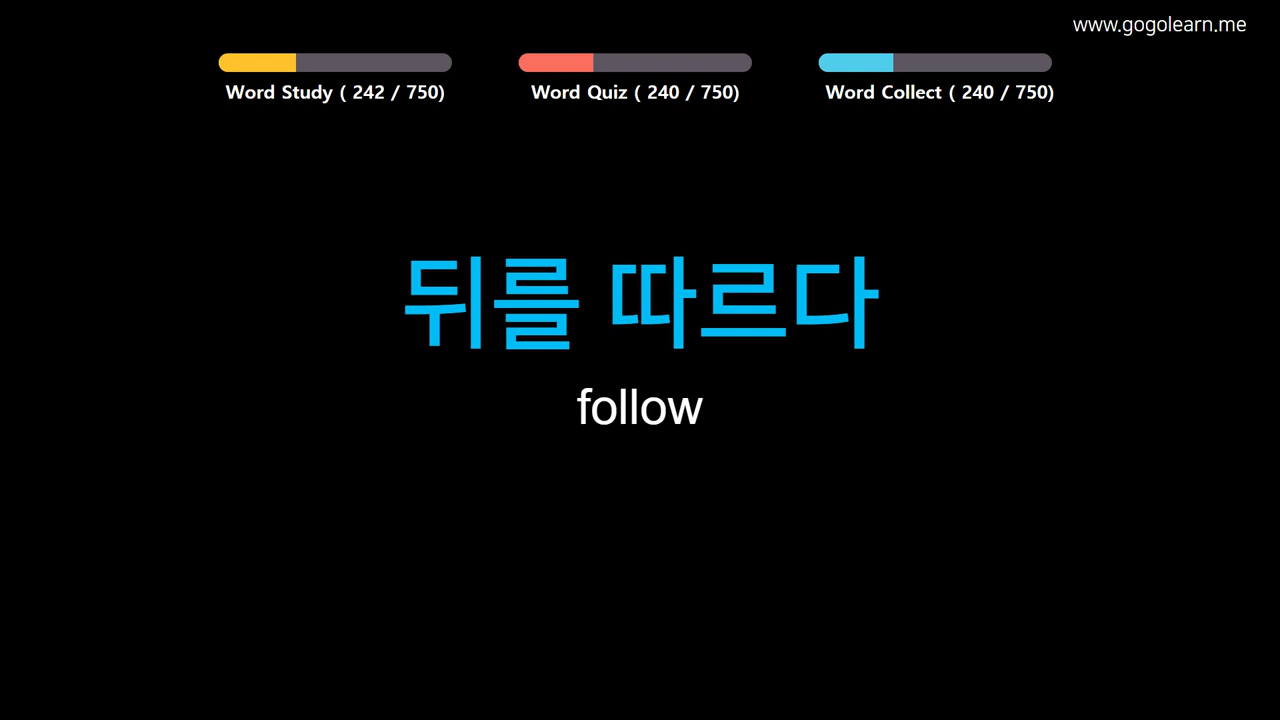 www.gogolearn.me
Word Study ( 242 / 750)
Word Quiz ( 240 / 750)
Word Collect ( 240 / 750)
뒤를 따르다
follow